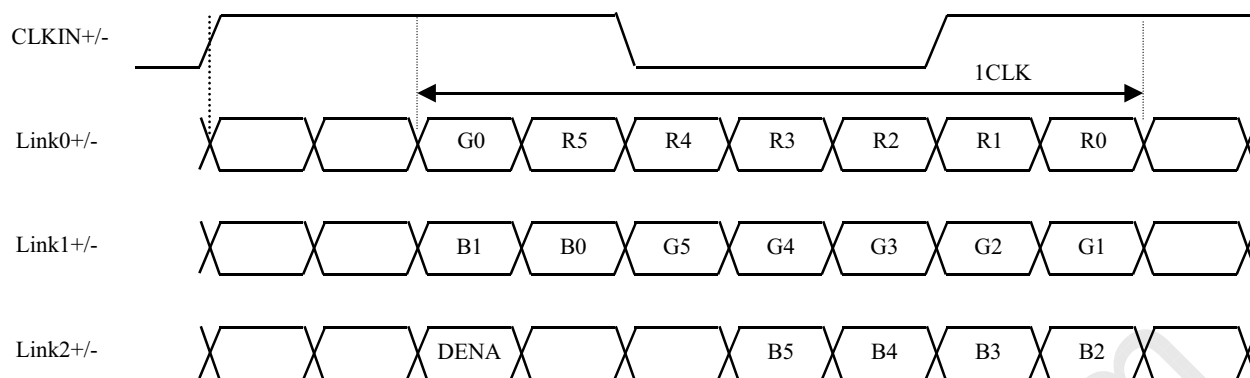 CLKIN+/-
1CLK
Link0+/- G0 R5 R4 R3 R2 R1 R0
Link1+/- B1 B0 G5 G4 G3 G2 G1
Link2+/- DENA B5 B4 B3 B2